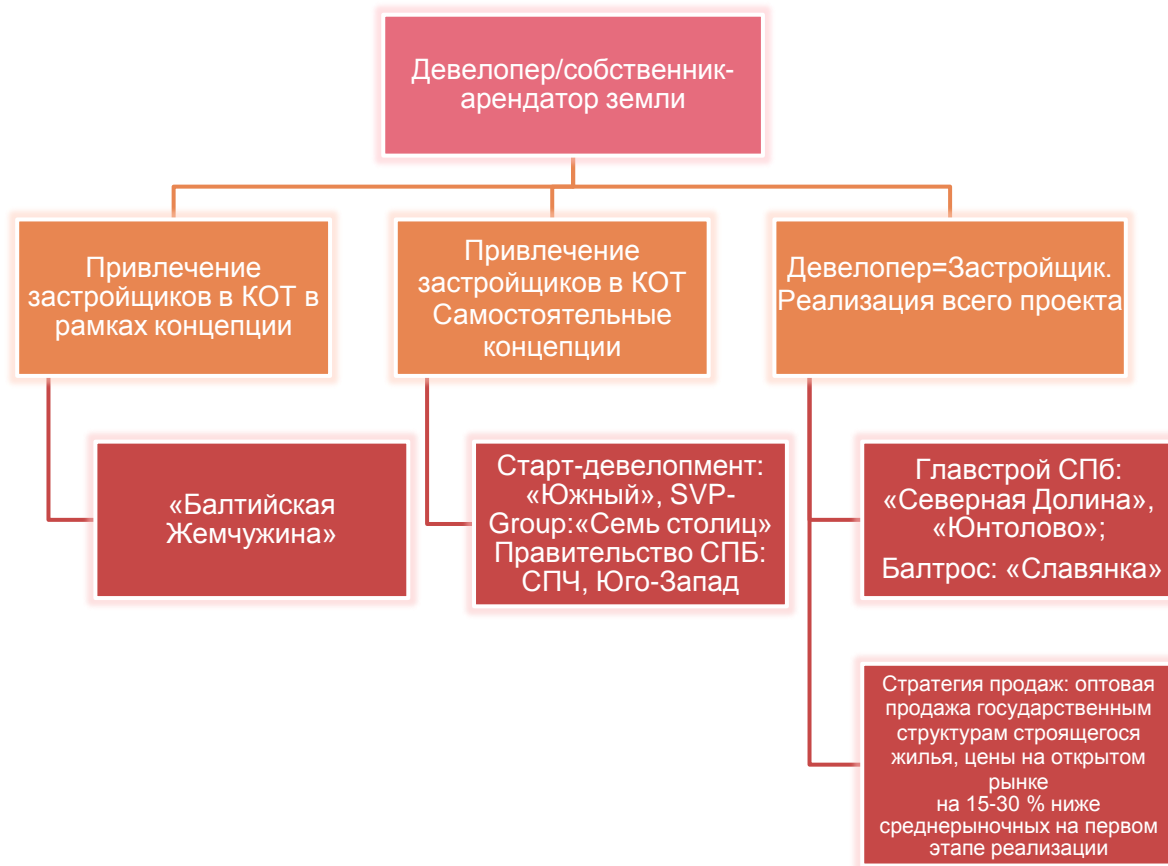 Девелопер/собственник-
арендатор земли
Привлечение
застройщиков в КОТ в
рамках концепции
Привлечение
застройщиков в КОТ
Самостоятельные
концепции
Девелопер=Застройщик.
Реализация всего проекта
«Балтийская
Жемчужина»
Старт-девелопмент:
«Южный», SVP-
Group:«Семь столиц»
Правительство СПБ:
СПЧ, Юго-Запад
Главстрой СПб:
«Северная Долина»,
«Юнтолово»;
Балтрос: «Славянка»
Стратегия продаж: оптовая
продажа государственным
структурам строящегося
жилья, цены на открытом
рынке
на 15-30 % ниже
среднерыночных на первом
этапе реализации